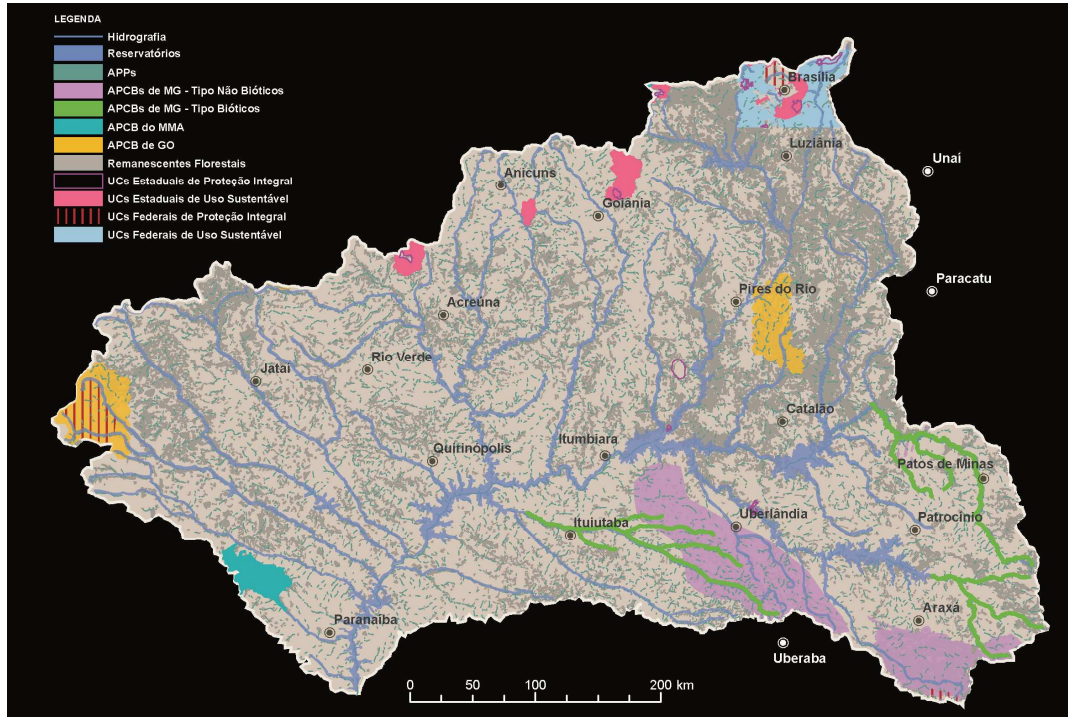 LEGENDA
Hidrografia
Reservatórios
APPs
APCBs de MG - Tipo Não Bióticos
APCBs de MG - Tipo Bióticos
APCB do MMA
APCB de GO
Remanescentes Florestais
UCs Estaduais de Proteção Integral
UCs Estaduais de Uso Sustentável
UCs Federais de Proteção Integral
UCs Federais de Uso Sustentável
Brasília
Luziânia
Unaí
Anicuns
Goiânia
Paracatu
Pires do Rio
Acreúna
Rio Verde
Jataí
Catalão
Itumbiara
Quirinópolis
Patos de Minas
Ituiutaba
Uberlândia
Patrocínio
Araxá
Paranaíba
Uberaba
0 50 100 200 km